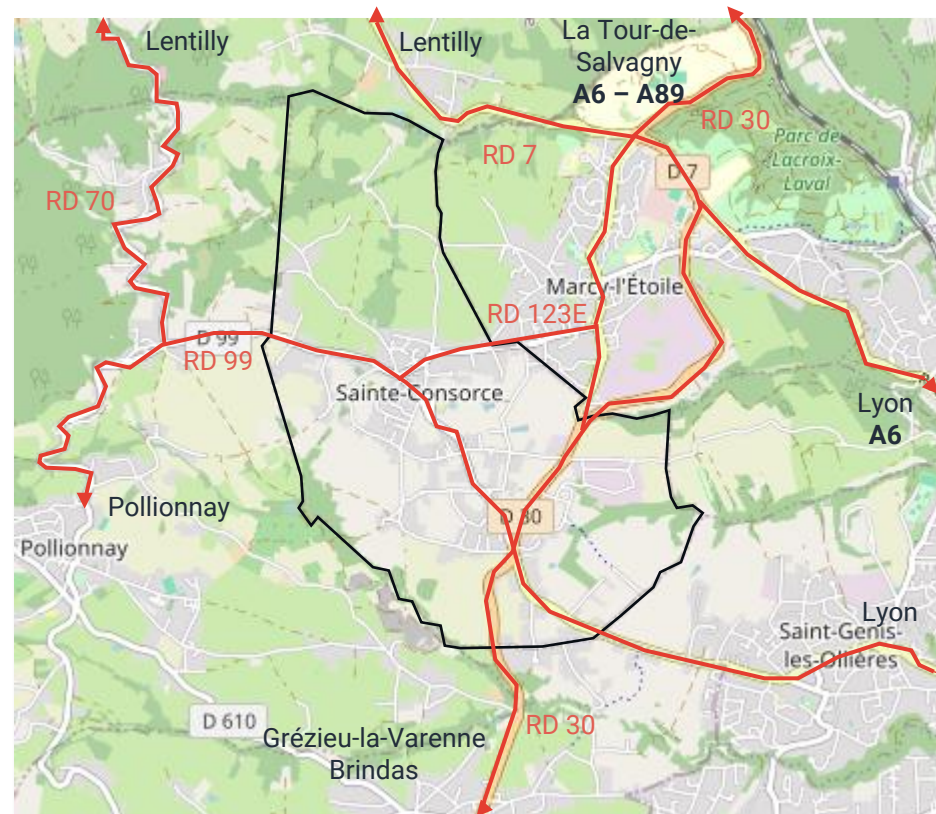 Lentilly
Lentilly
La Tour-de-
Salvagny
A6 – A89
RD 30
RD 7
Parc de
Lacroix-
Laval
D 7
RD 70
Marcy-l'Étoile
RD 123E
D 99
RD 99
Sainte-Consorce
Lyon
A6
Pollionnay
D 30
Pollionnay
Lyon
Saint-Genis-
les-Ollières
D 610
RD 30
Grézieu-la-Varenne
Brindas